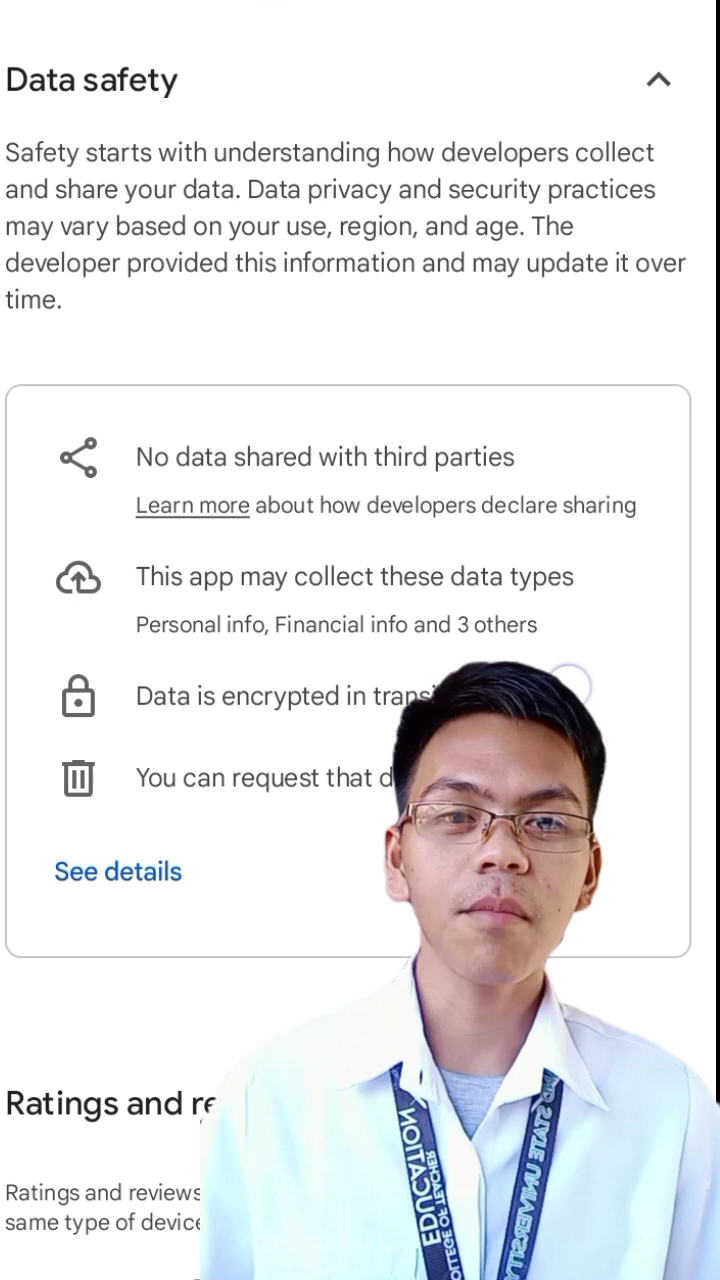 Data safety
Safety starts with understanding how developers collect
and share your data. Data privacy and security practices
may vary based on your use, region, and age. The
developer provided this information and may update it over
time.
No data shared with third parties
Learn more about how developers declare sharing
This app may collect these data types
Personal info, Financial info and 3 others
Data is encrypted in transi
You can request that d
See details
Ratings and re
Ratings and reviews
same type of device
EDUCATION
OF TEACHER
STATE UNIVERSITY